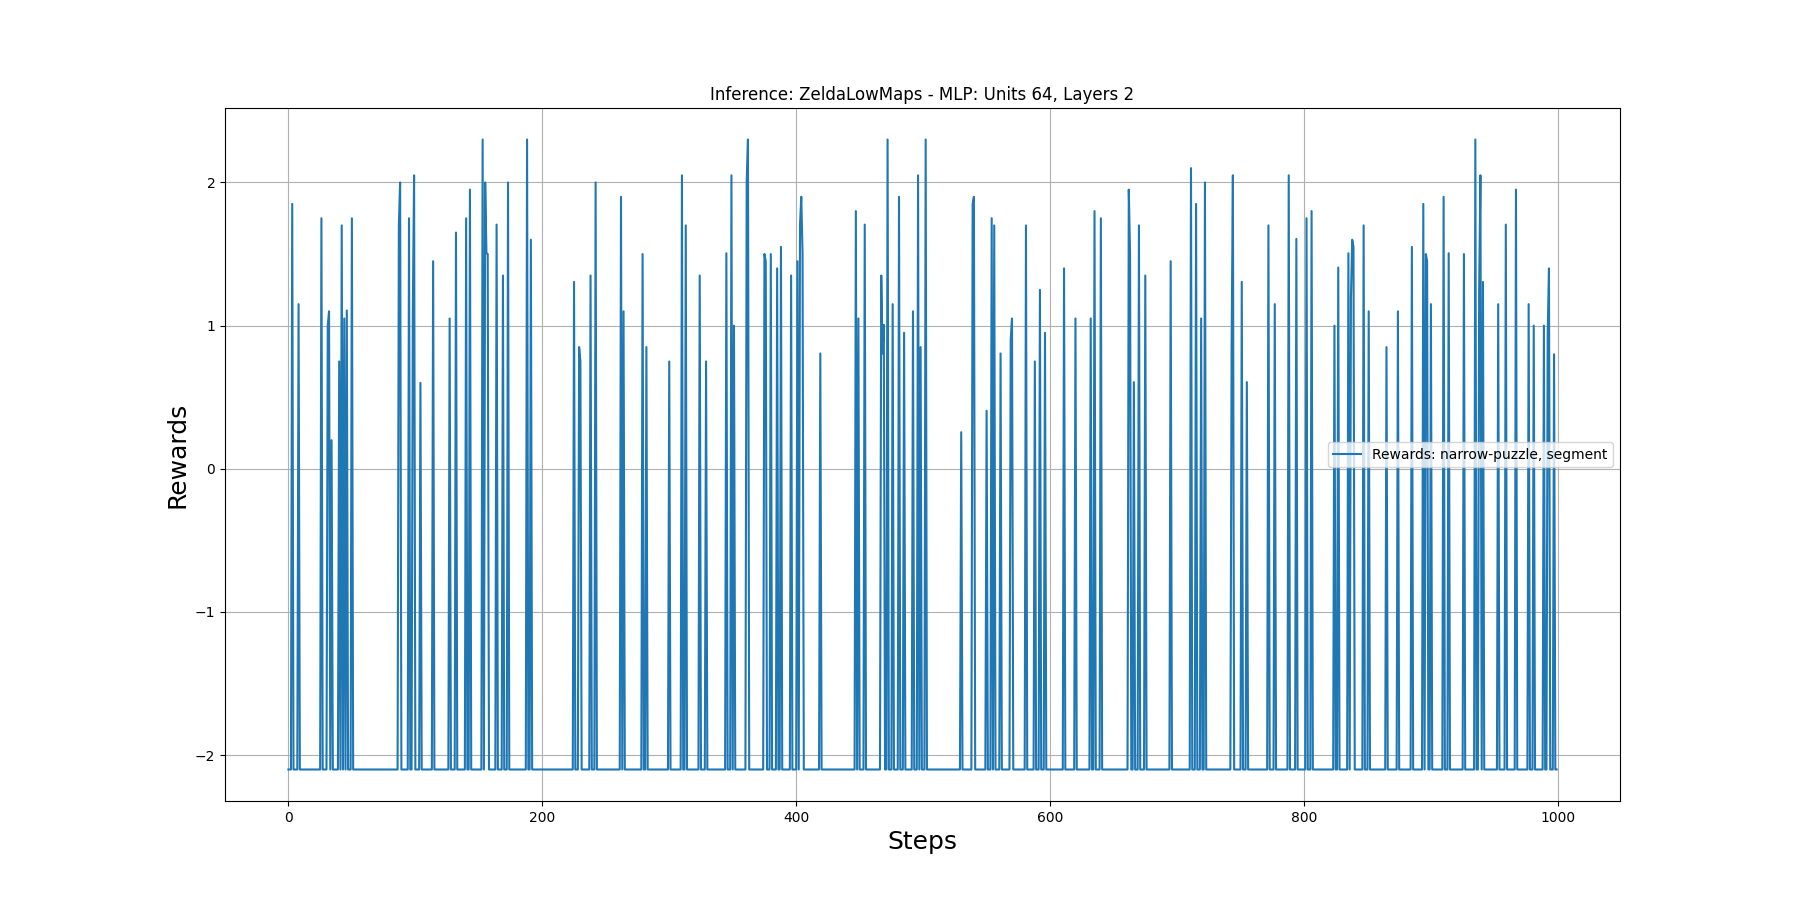 Inference: ZeldaLowMaps - MLP: Units 64, Layers 2
Rewards
2
1
0
−1
−2
Rewards: narrow-puzzle, segment
0 200 400 600 800 1000
Steps